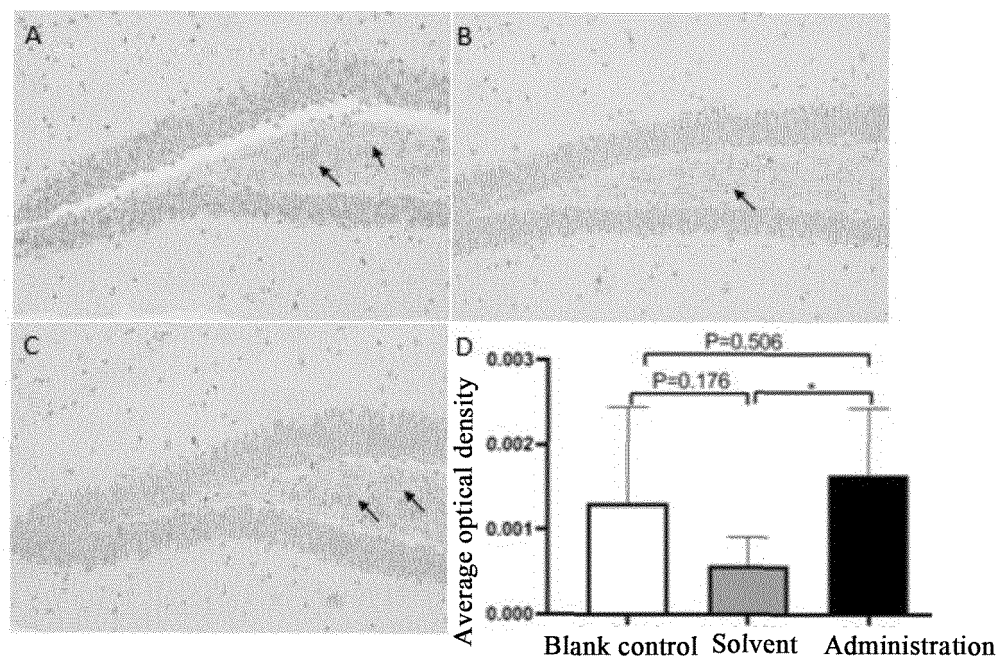 A
B
C
D
P=0.506
P=0.176
*
0.003
0.002
0.001
0.000
Average optical density
Blank control
Solvent
Administration